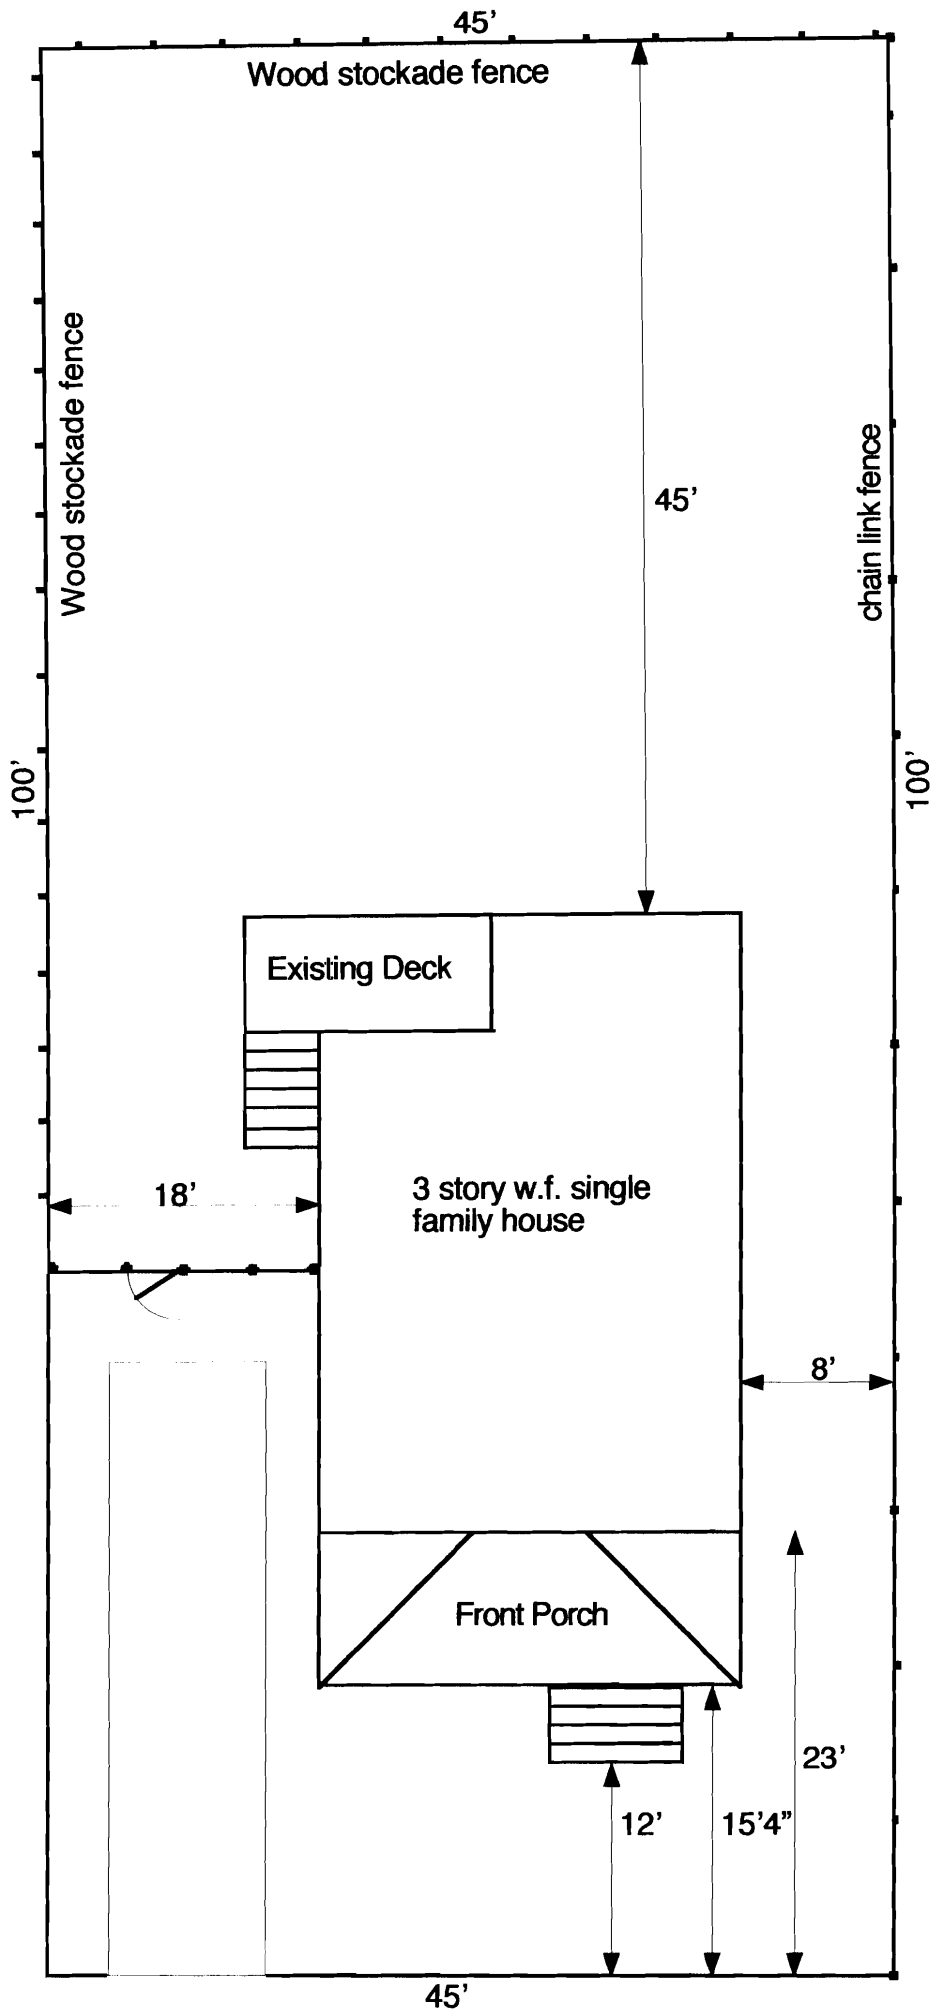 45’
Wood stockade fence
Wood stockade fence
chain link fence
45’
100’
100’
Existing Deck
18’
3 story w.f. single
family house
8’
Front Porch
23’
12’
15’4”
45’